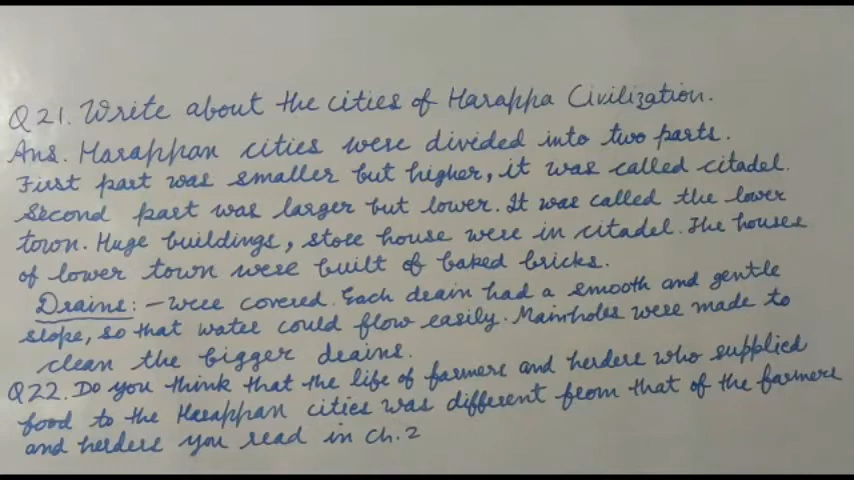 Q21. Write about the cities of Harappa Civilization.
Ans. Harappan cities were divided into two parts.
First part was smaller but higher, it was called citadel.
Second part was larger but lower. It was called the lower
town. Huge buildings, store house were in citadel. The houses
of lower town were built of baked bricks.
Drains:- were covered. Each drain had a smooth and gentle
slope, so that water could flow easily. Mainholes were made to
clean the bigger drains.
Q22. Do you think that the life of farmers and herders who supplied
food to the Harappan cities was different from that of the farmers
and herders you read in ch.2